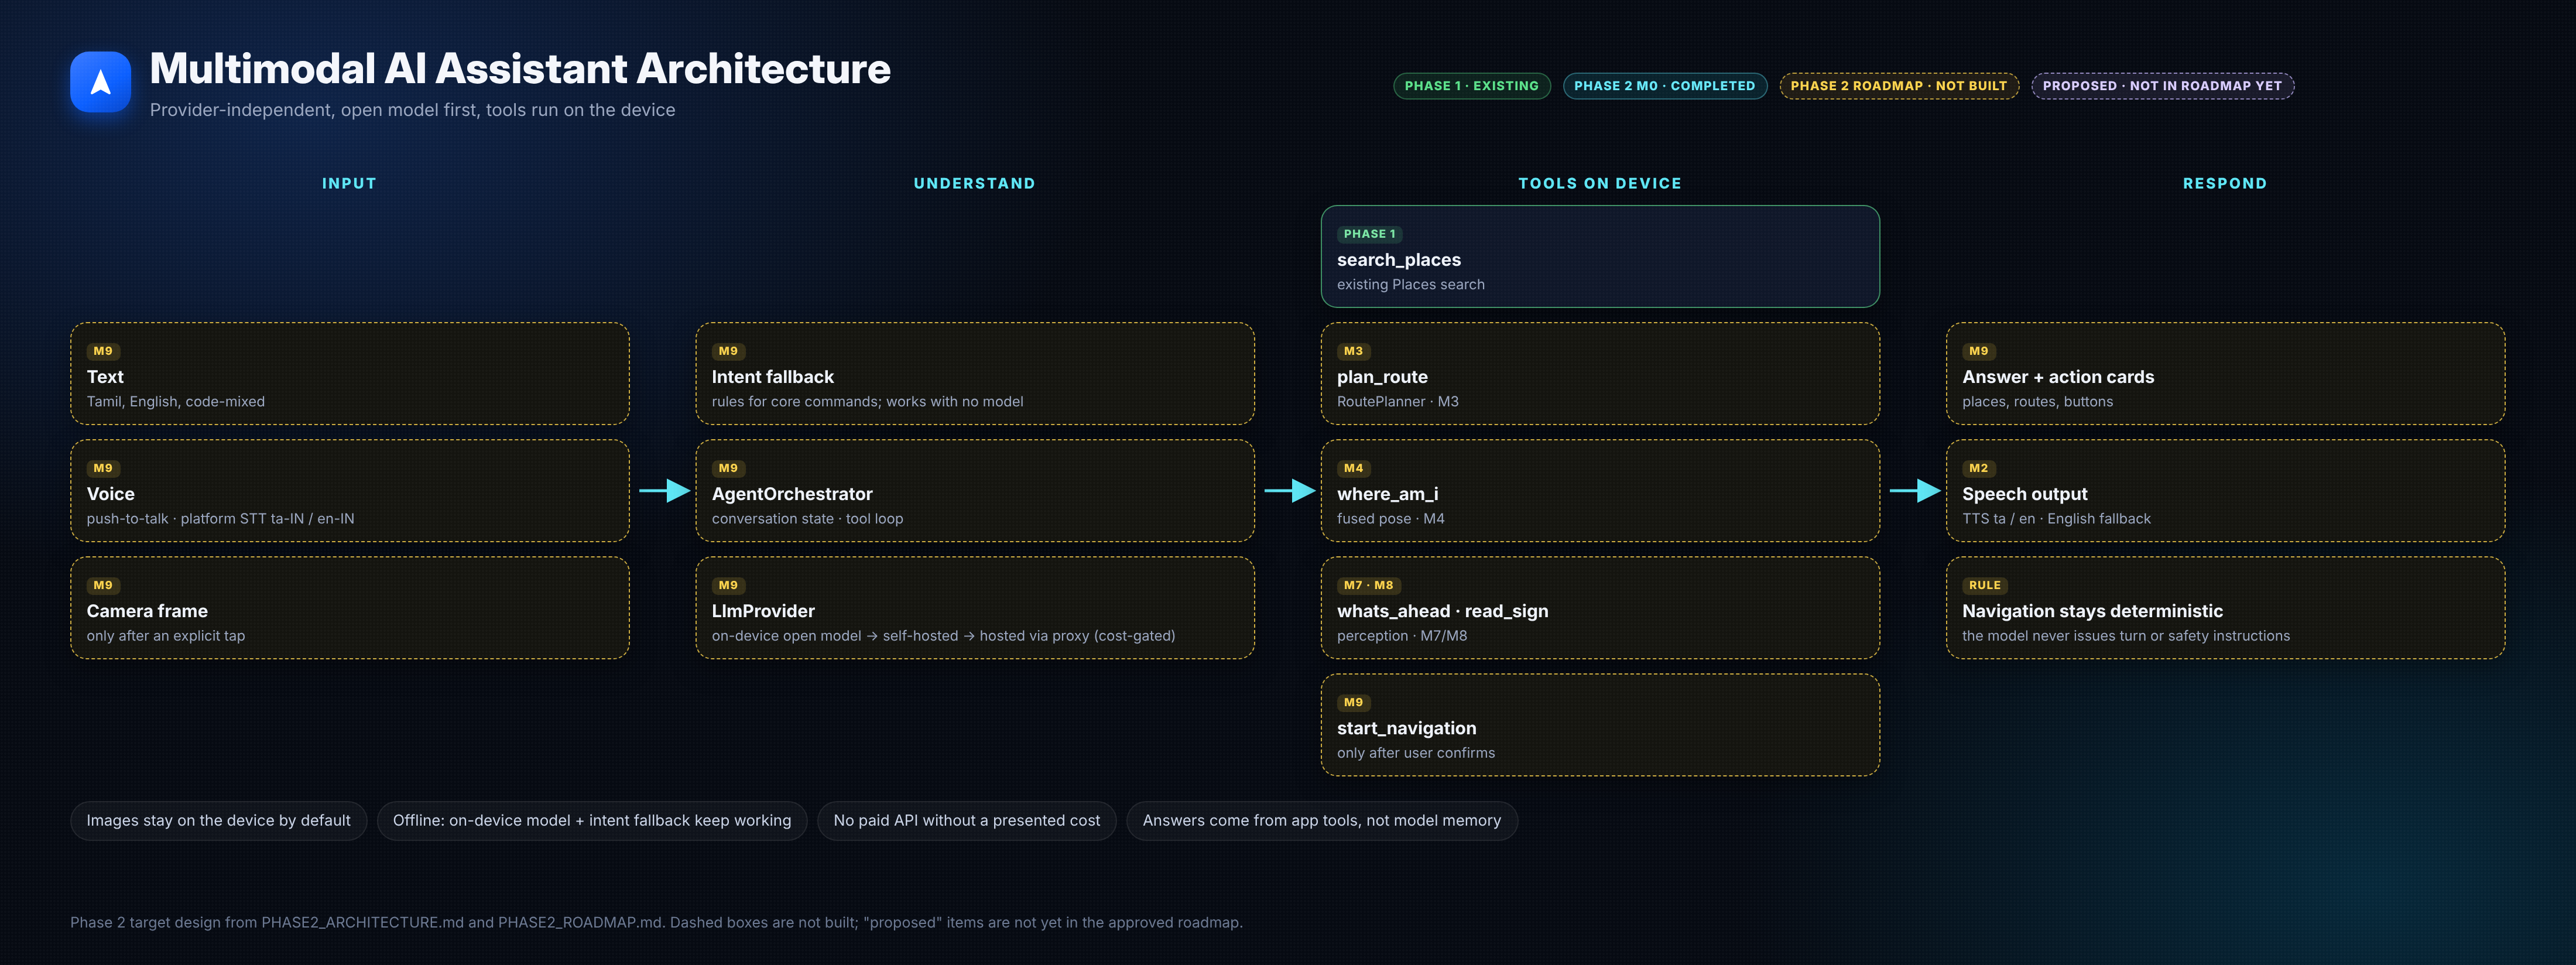 Multimodal AI Assistant Architecture
Provider-independent, open model first, tools run on the device
PHASE 1 · EXISTING
PHASE 2 M0 · COMPLETED
PHASE 2 ROADMAP · NOT BUILT
PROPOSED · NOT IN ROADMAP YET
INPUT
M9
Text
Tamil, English, code-mixed
M9
Voice
push-to-talk · platform STT ta-IN / en-IN
M9
Camera frame
only after an explicit tap
UNDERSTAND
M9
Intent fallback
rules for core commands; works with no model
M9
AgentOrchestrator
conversation state · tool loop
M9
LlmProvider
on-device open model → self-hosted → hosted via proxy (cost-gated)
TOOLS ON DEVICE
PHASE 1
search_places
existing Places search
M3
plan_route
RoutePlanner · M3
M4
where_am_i
fused pose · M4
M7 · M8
whats_ahead · read_sign
perception · M7/M8
M9
start_navigation
only after user confirms
RESPOND
M9
Answer + action cards
places, routes, buttons
M2
Speech output
TTS ta / en · English fallback
RULE
Navigation stays deterministic
the model never issues turn or safety instructions
Images stay on the device by default
Offline: on-device model + intent fallback keep working
No paid API without a presented cost
Answers come from app tools, not model memory
Phase 2 target design from PHASE2_ARCHITECTURE.md and PHASE2_ROADMAP.md. Dashed boxes are not built; "proposed" items are not yet in the approved roadmap.